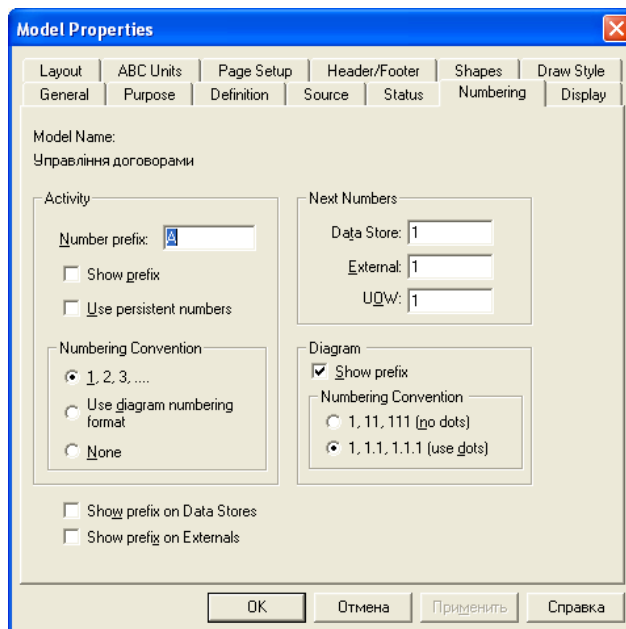 Model Properties
Layout ABC Units Page Setup Header/Footer Shapes Draw Style
General Purpose Definition Source Status Numbering Display
Model Name:
Управління договорами
Activity
Number prefix: A
Show prefix
Use persistent numbers
Numbering Convention
1, 2, 3, ....
Use diagram numbering
format
None
Next Numbers
Data Store: 1
External: 1
UOW: 1
Diagram
Show prefix
Numbering Convention
1, 11, 111 (no dots)
1, 1.1, 1.1.1 (use dots)
Show prefix on Data Stores
Show prefix on Externals
OK Отмена Применить Справка